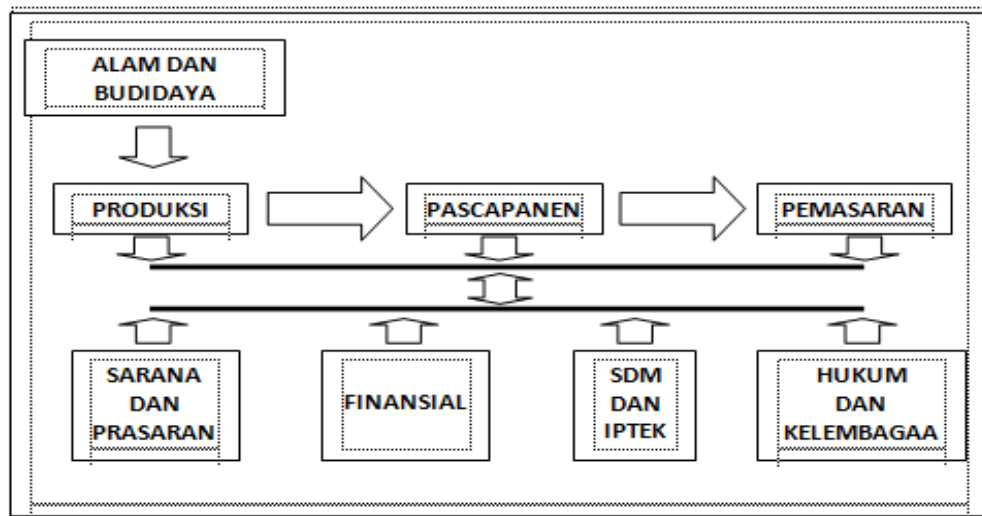 ALAM DAN
BUDIDAYA
PRODUKSI
PASCAPANEN
PEMASARAN
SARANA
DAN
PRASARAN
FINANSIAL
SDM
DAN
IPTEK
HUKUM
DAN
KELEMBAGAA